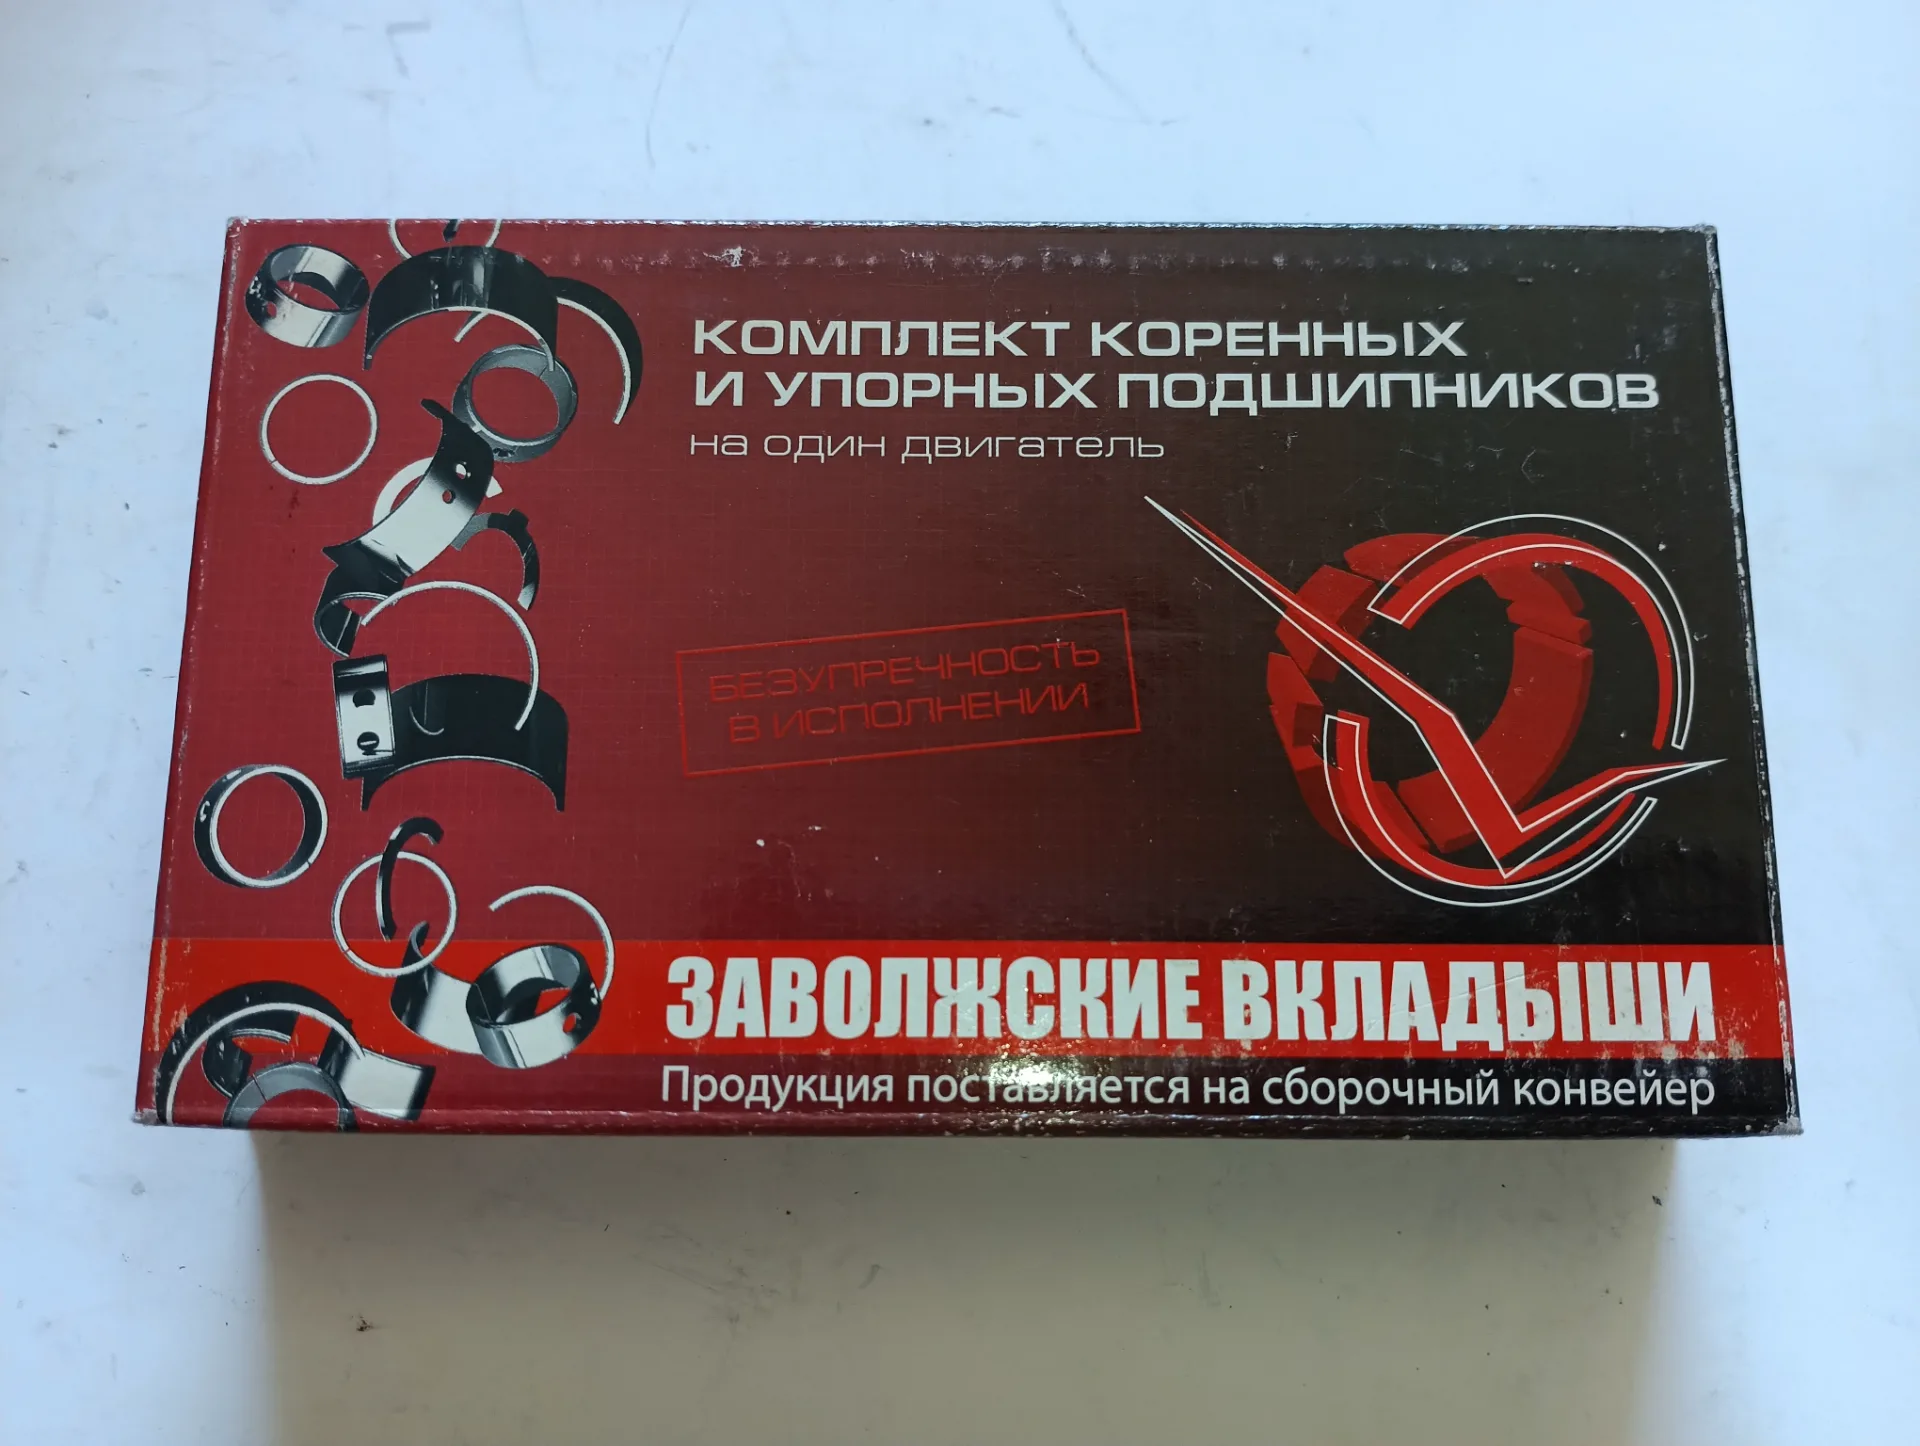 КОМПЛЕКТ КОРЕННЫХ
И УПОРНЫХ ПОДШИПНИКОВ
на один двигатель
БЕЗУПРЕЧНОСТЬ
В ИСПОЛНЕНИИ
ЗАВОЛЖСКИЕ ВКЛАДЫШИ
Продукция поставляется на сборочный конвейер